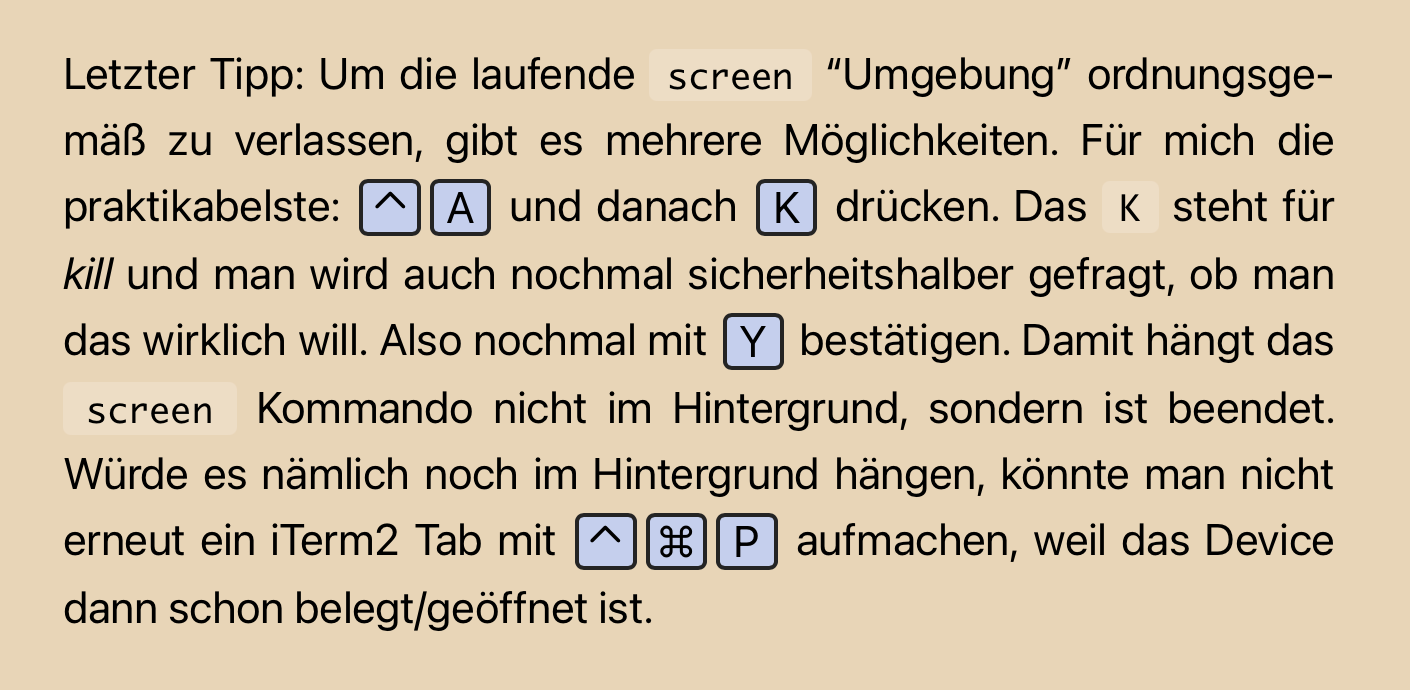 Letzter Tipp: Um die laufende screen “Umgebung” ordnungsge-
mäß zu verlassen, gibt es mehrere Möglichkeiten. Für mich die
praktikabelste: ^ A und danach K drücken. Das K steht für
kill und man wird auch nochmal sicherheitshalber gefragt, ob man
das wirklich will. Also nochmal mit Y bestätigen. Damit hängt das
screen Kommando nicht im Hintergrund, sondern ist beendet.
Würde es nämlich noch im Hintergrund hängen, könnte man nicht
erneut ein iTerm2 Tab mit ^ ⌘ P aufmachen, weil das Device
dann schon belegt/geöffnet ist.